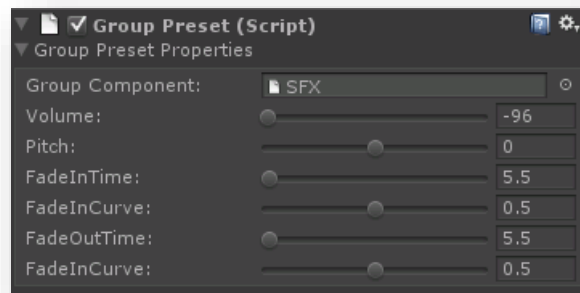 Group Preset (Script)
Group Preset Properties
Group Component: SFX
Volume: -96
Pitch: 0
FadeInTime: 5.5
FadeInCurve: 0.5
FadeOutTime: 5.5
FadeInCurve: 0.5